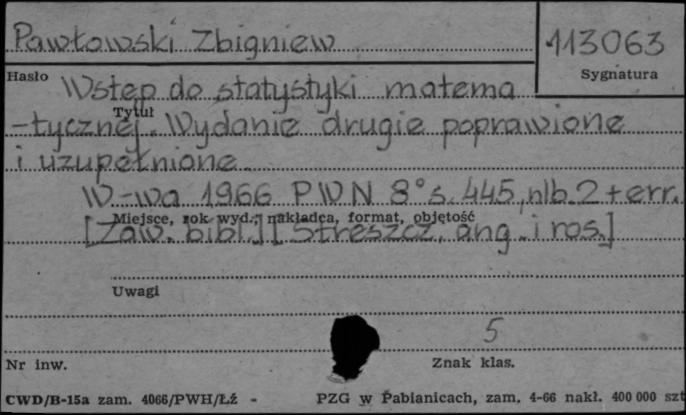 Pawłowski Zbigniew
113063
Hasło
Sygnatura
Wstęp do statystyki matema
Tytuł
-tycznej. Wydanie drugie poprawione
i uzupełnione.
W-wa 1966 PWN 8° s. 445, nlb. 2 + err.
Miejsce, rok wyd., nakładca, format, objętość
[Zaw. bibl.] [Streszcz. ang. i ros.]
Uwagi
5
Nr inw.
Znak klas.
CWD/B-15a zam. 4066/PWH/Łź -
PZG w Pabianicach, zam. 4-66 nakł. 400 000 szt